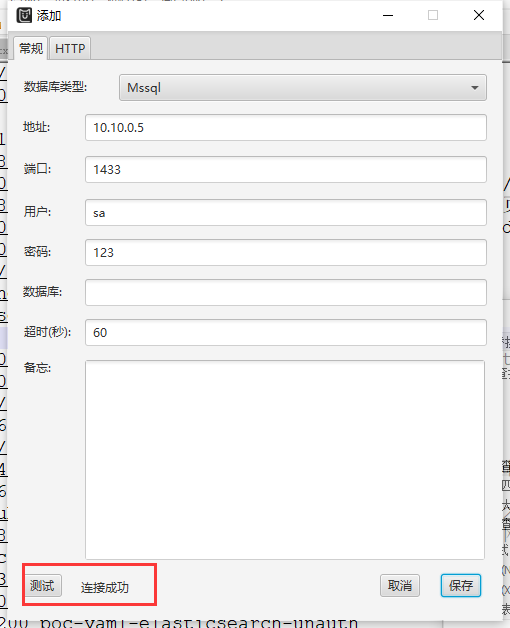 添加
常规 HTTP
数据库类型: Mssql
地址: 10.10.0.5
端口: 1433
用户: sa
密码: 123
数据库:
超时(秒): 60
备忘:
测试 连接成功 取消 保存
200 poc-yaml-elasticsearch-unauth